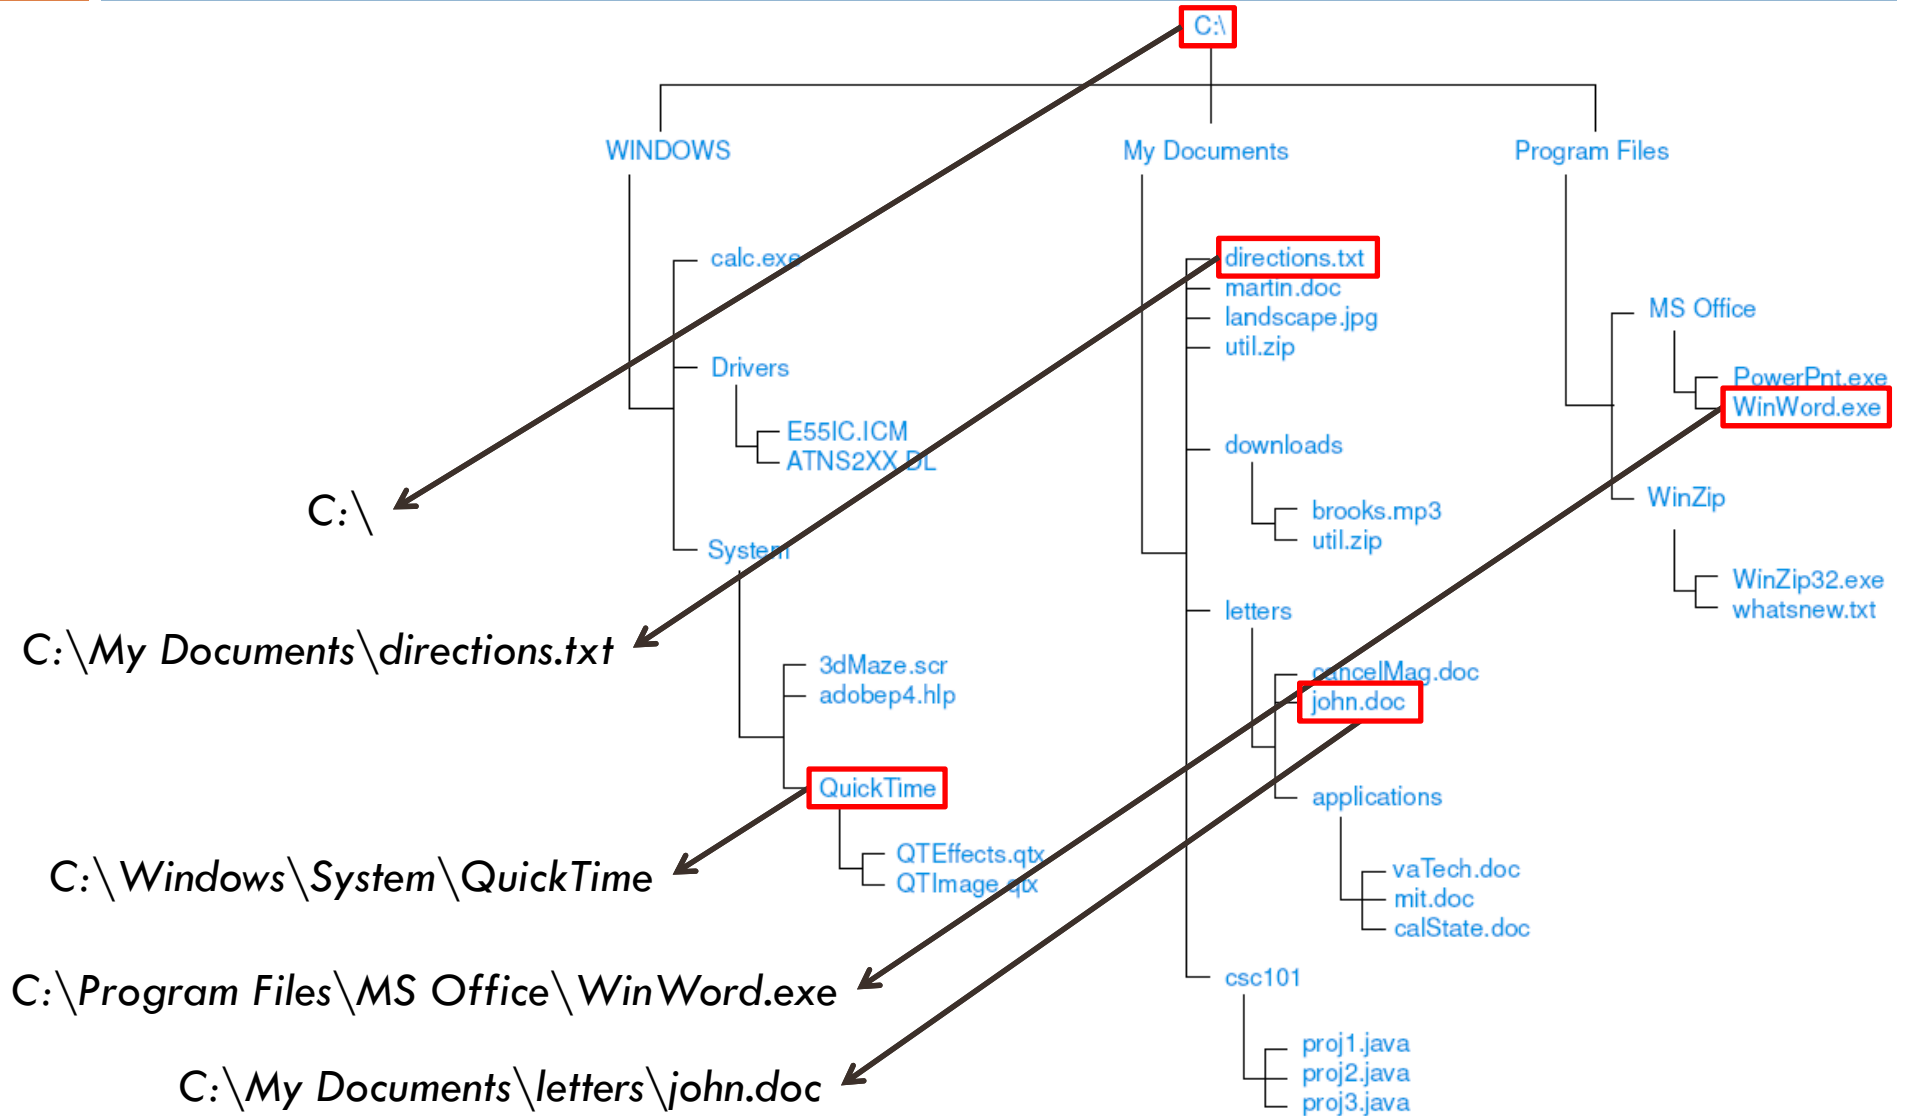 C:\
WINDOWS
My Documents
Program Files
calc.exe
Drivers
E55IC.ICM
ATNS2XX.DL
System
3dMaze.scr
adobep4.hlp
QuickTime
QTEffects.qtx
QTImage.qtx
directions.txt
martin.doc
landscape.jpg
util.zip
downloads
brooks.mp3
util.zip
letters
cancelMag.doc
john.doc
applications
vaTech.doc
mit.doc
calState.doc
csc101
proj1.java
proj2.java
proj3.java
MS Office
PowerPnt.exe
WinWord.exe
WinZip
WinZip32.exe
whatsnew.txt
C:\
C:\My Documents\directions.txt
C:\Windows\System\QuickTime
C:\Program Files\MS Office\WinWord.exe
C:\My Documents\letters\john.doc